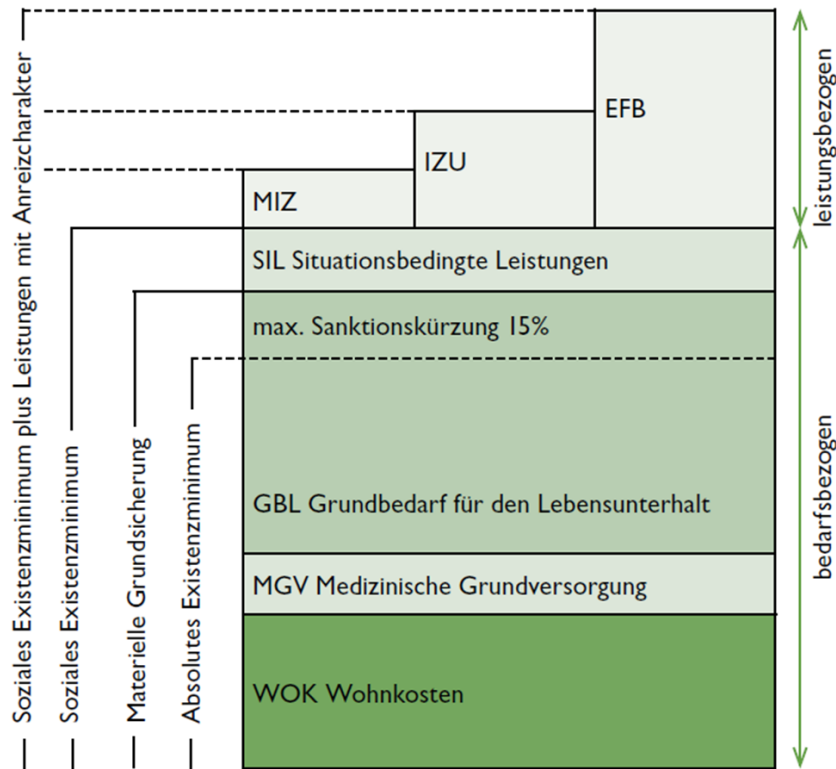 EFB
IZU
MIZ
SIL Situationsbedingte Leistungen
max. Sanktionskürzung 15%
GBL Grundbedarf für den Lebensunterhalt
MGV Medizinische Grundversorgung
WOK Wohnkosten
Soziales Existenzminimum plus Leistungen mit Anreizcharakter
Soziales Existenzminimum
Materielle Grundsicherung
Absolutes Existenzminimum
leistungsbezogen
bedarfsbezogen